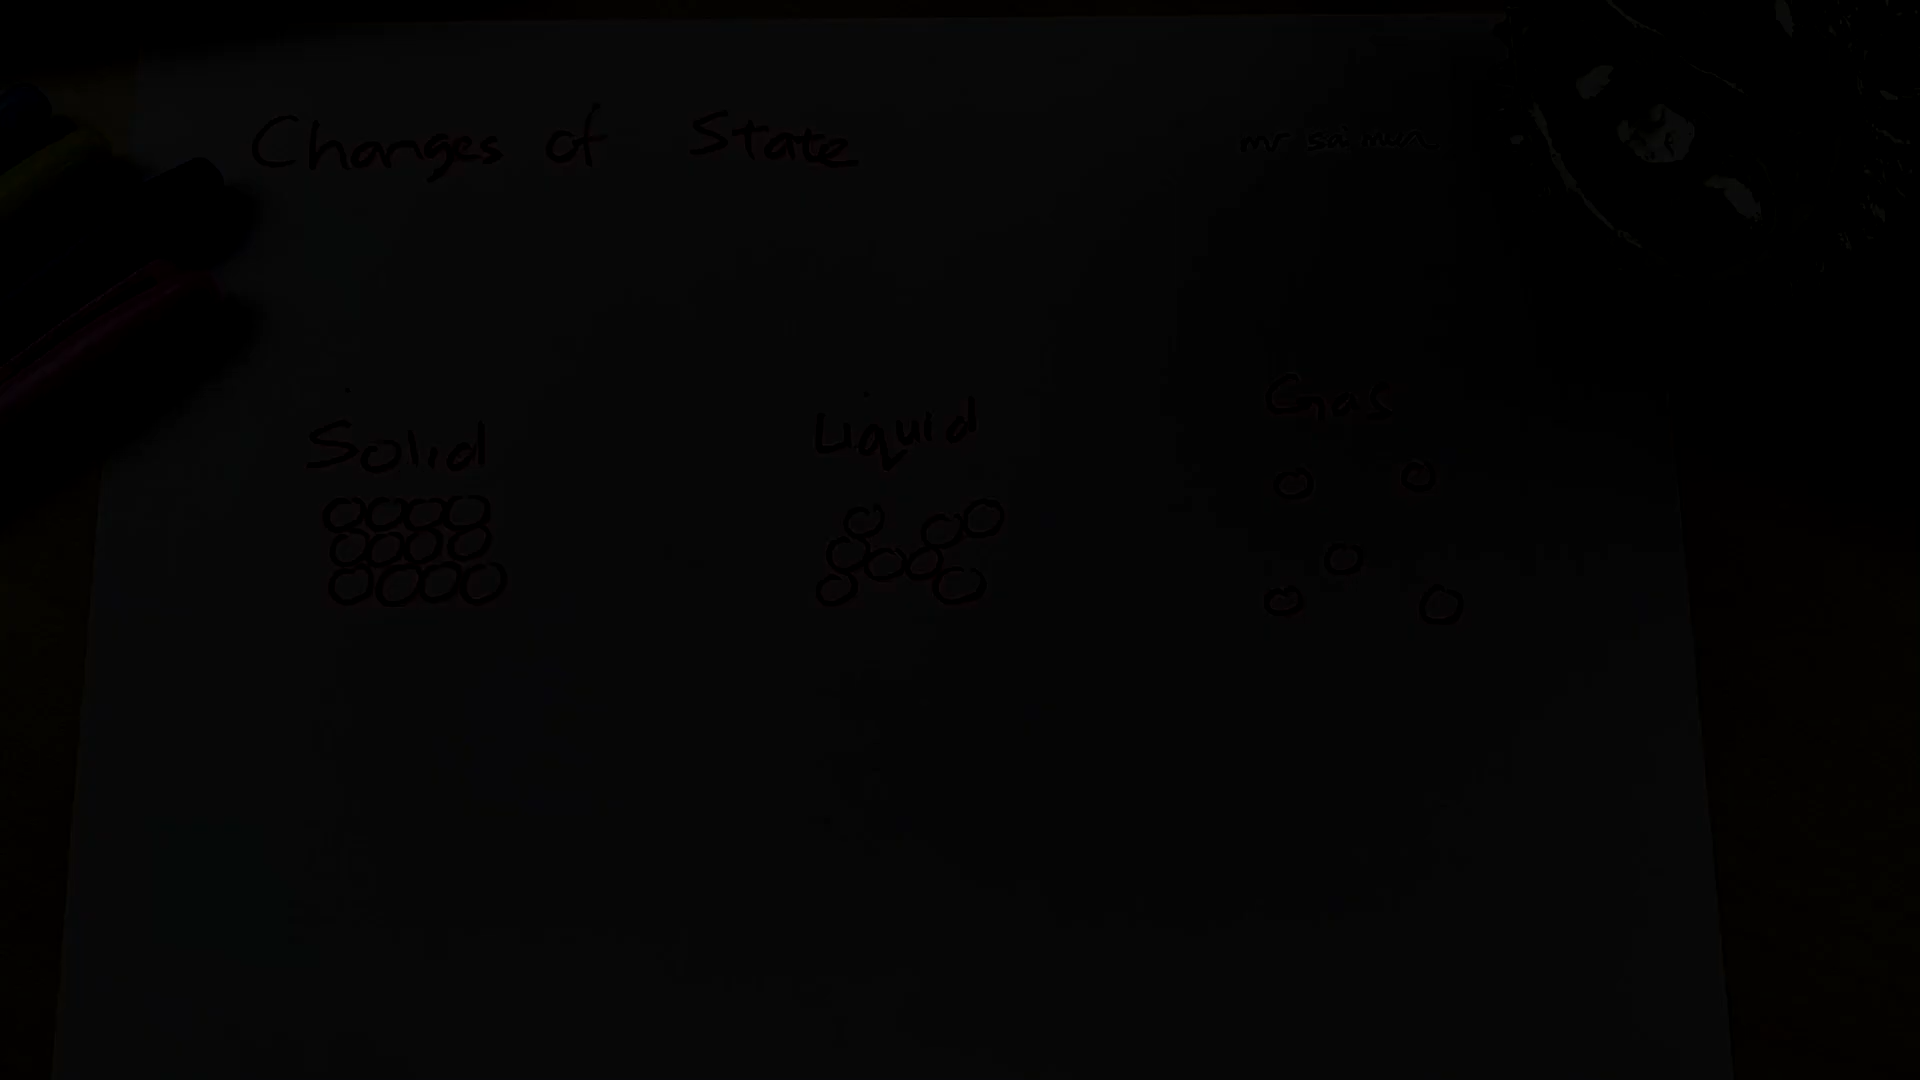 Changes of State
Solid
Liquid
Gas